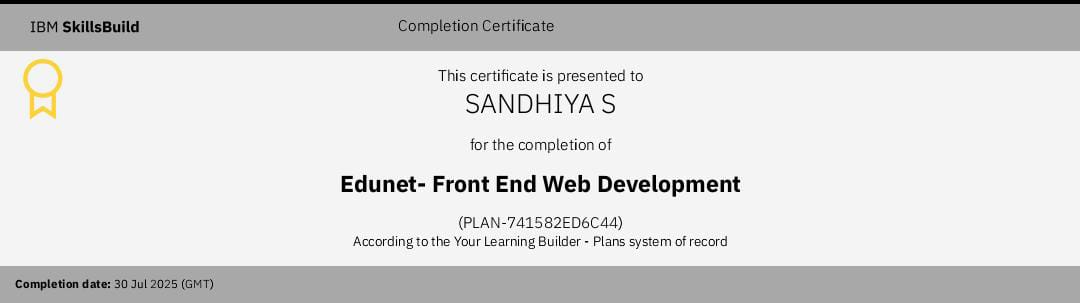 IBM SkillsBuild
Completion Certificate
This certificate is presented to
SANDHIYA S
for the completion of
Edunet- Front End Web Development
(PLAN-741582ED6C44)
According to the Your Learning Builder - Plans system of record
Completion date: 30 Jul 2025 (GMT)